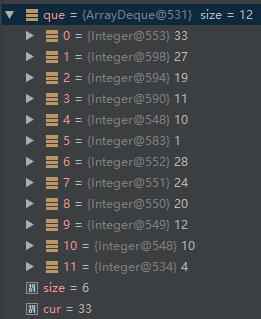 que = {ArrayDeque@531} size = 12
0 = {Integer@553} 33
1 = {Integer@598} 27
2 = {Integer@594} 19
3 = {Integer@590} 11
4 = {Integer@548} 10
5 = {Integer@583} 1
6 = {Integer@552} 28
7 = {Integer@551} 24
8 = {Integer@550} 20
9 = {Integer@549} 12
10 = {Integer@548} 10
11 = {Integer@534} 4
size = 6
cur = 33